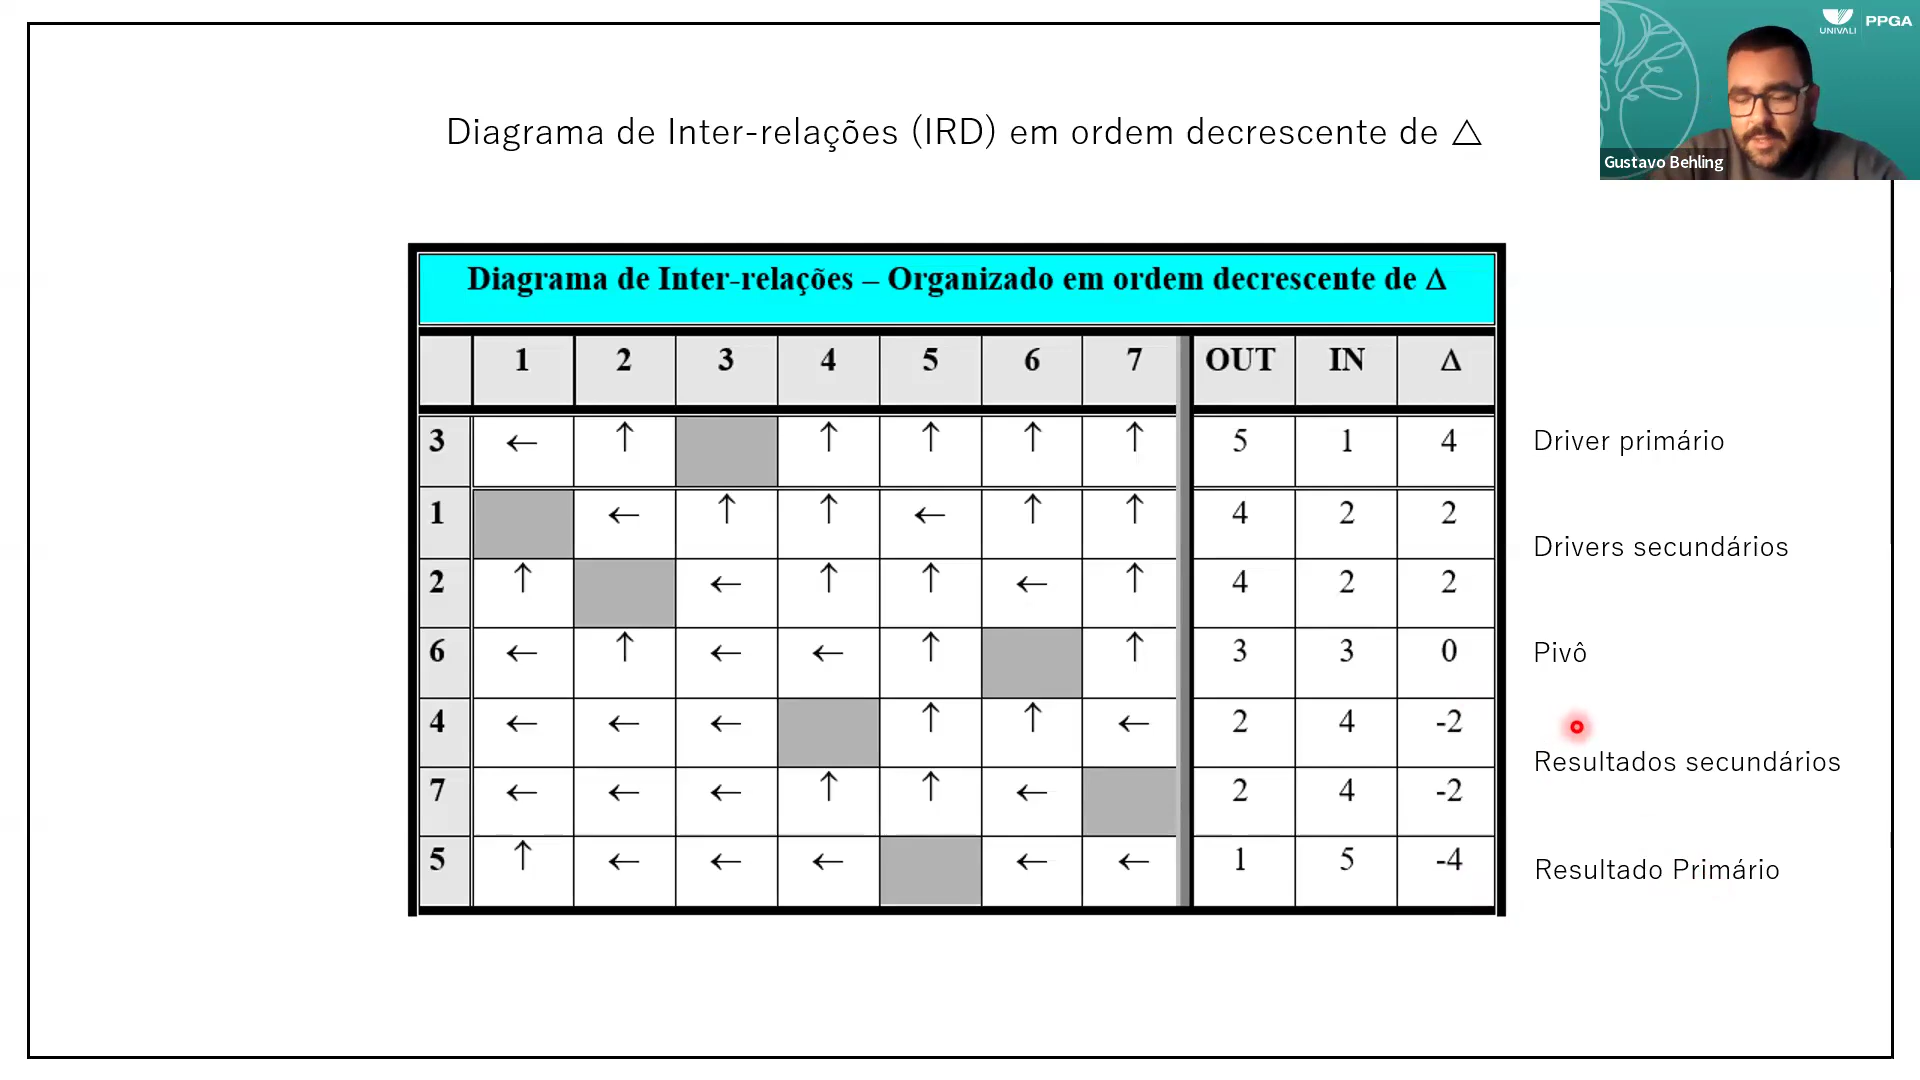 UNIVALI PPGA
Gustavo Behling
Diagrama de Inter-relações (IRD) em ordem decrescente de △
Diagrama de Inter-relações – Organizado em ordem decrescente de Δ
1 2 3 4 5 6 7 OUT IN Δ
3 ← ↑ ↑ ↑ ↑ ↑ 5 1 4 Driver primário
1 ← ↑ ↑ ← ↑ ↑ 4 2 2
Drivers secundários
2 ↑ ← ↑ ↑ ← ↑ 4 2 2
6 ← ↑ ← ← ↑ ↑ 3 3 0 Pivô
4 ← ← ← ↑ ↑ ← 2 4 -2
Resultados secundários
7 ← ← ← ↑ ↑ ← 2 4 -2
5 ↑ ← ← ← ← ← 1 5 -4 Resultado Primário